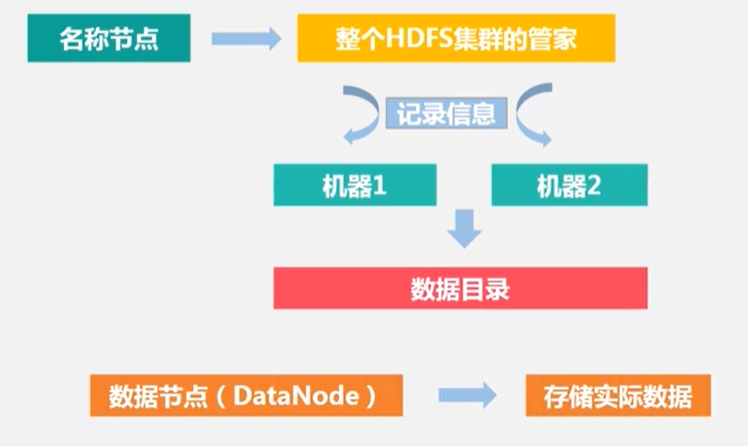 名称节点
整个HDFS集群的管家
记录信息
机器1
机器2
数据目录
数据节点（DataNode）
存储实际数据